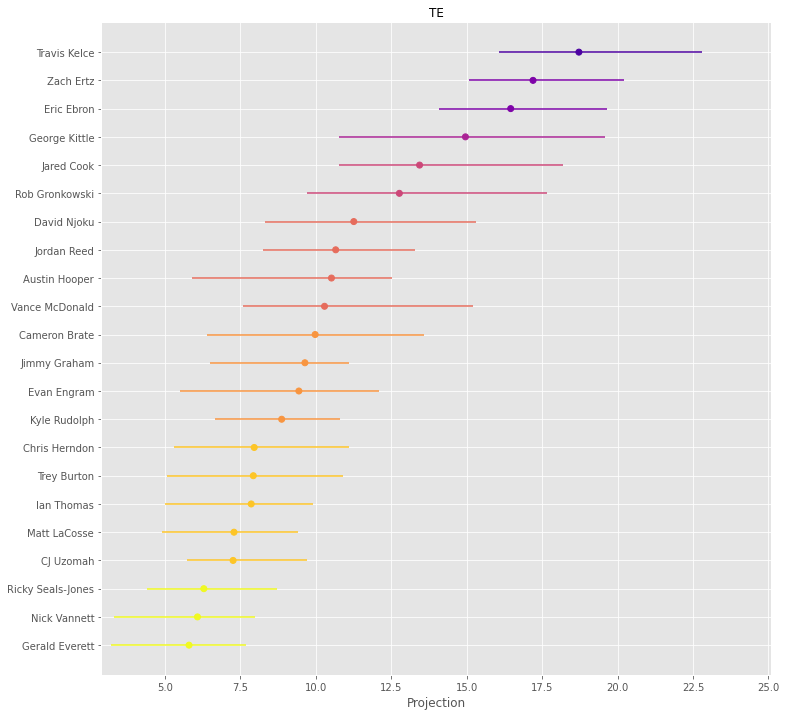 TE
Travis Kelce
Zach Ertz
Eric Ebron
George Kittle
Jared Cook
Rob Gronkowski
David Njoku
Jordan Reed
Austin Hooper
Vance McDonald
Cameron Brate
Jimmy Graham
Evan Engram
Kyle Rudolph
Chris Herndon
Trey Burton
Ian Thomas
Matt LaCosse
CJ Uzomah
Ricky Seals-Jones
Nick Vannett
Gerald Everett
5.0 7.5 10.0 12.5 15.0 17.5 20.0 22.5 25.0
Projection